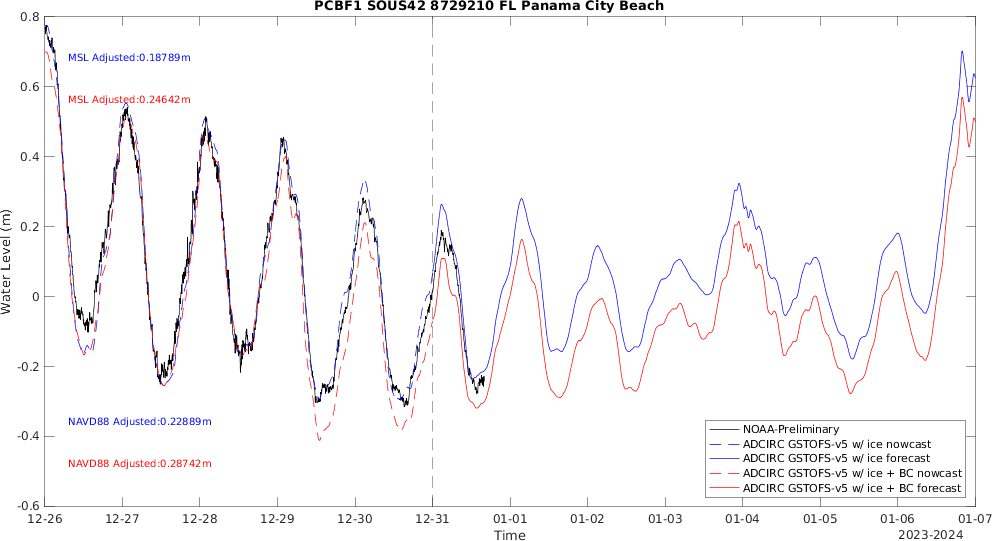 PCBF1 SOUS42 8729210 FL Panama City Beach
0.8
0.6
0.4
0.2
0
-0.2
-0.4
-0.6
Water Level (m)
MSL Adjusted:0.18789m
MSL Adjusted:0.24642m
NAVD88 Adjusted:0.22889m
NAVD88 Adjusted:0.28742m
NOAA-Preliminary
ADCIRC GSTOFS-v5 w/ ice nowcast
ADCIRC GSTOFS-v5 w/ ice forecast
ADCIRC GSTOFS-v5 w/ ice + BC nowcast
ADCIRC GSTOFS-v5 w/ ice + BC forecast
12-26 12-27 12-28 12-29 12-30 12-31 01-01 01-02 01-03 01-04 01-05 01-06 01-07
Time
2023-2024